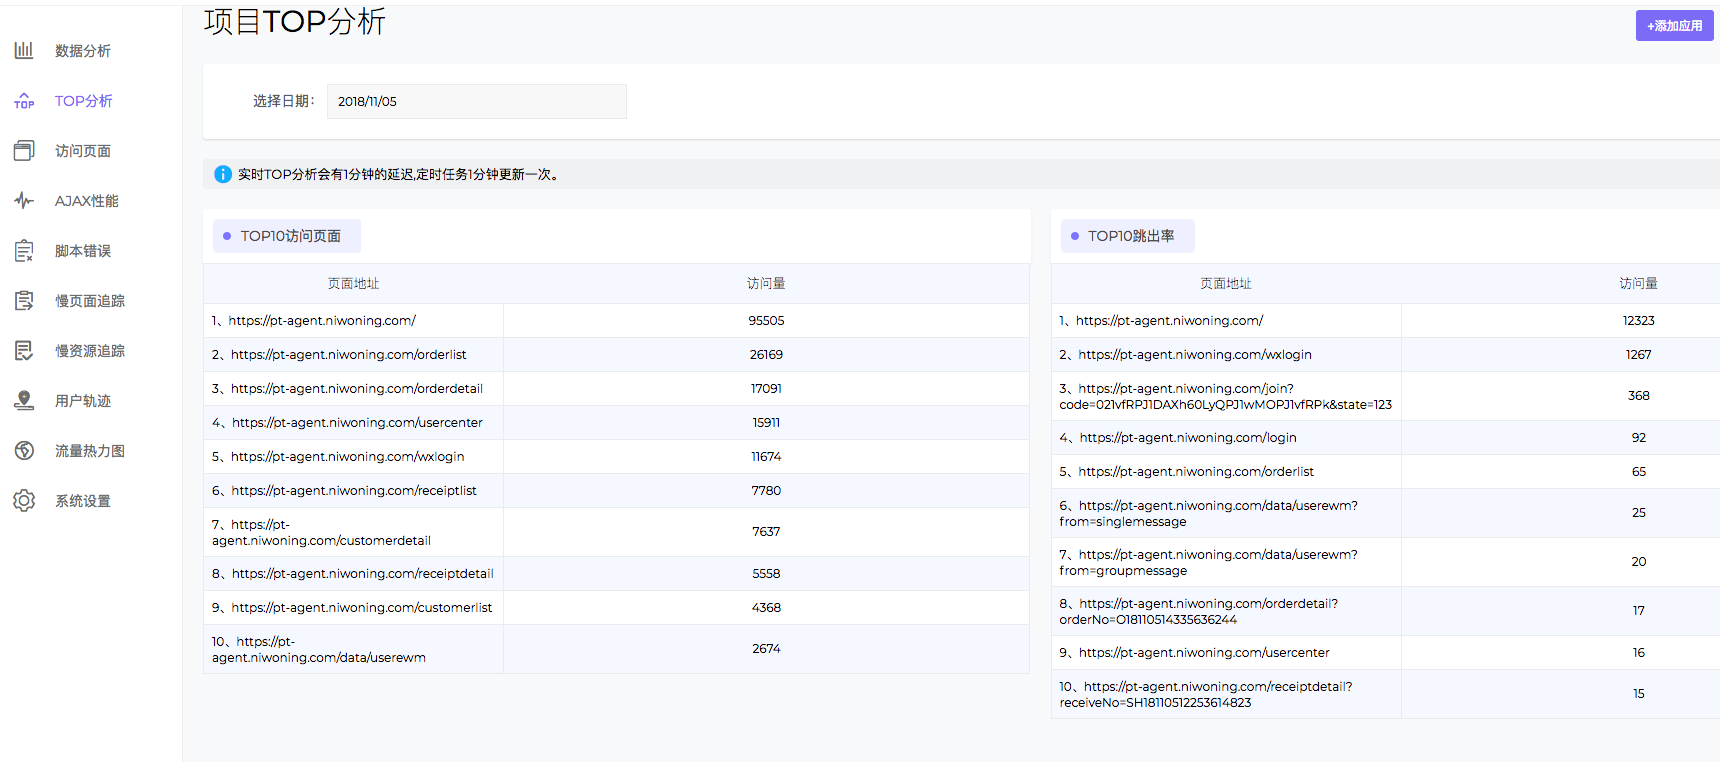 项目TOP分析
+添加应用
数据分析
TOP
TOP分析
访问页面
AJAX性能
脚本错误
慢页面追踪
慢资源追踪
用户轨迹
流量热力图
系统设置
选择日期：
2018/11/05
实时TOP分析会有1分钟的延迟,定时任务1分钟更新一次。
TOP10访问页面
页面地址 访问量
1、https://pt-agent.niwoning.com/ 95505
2、https://pt-agent.niwoning.com/orderlist 26169
3、https://pt-agent.niwoning.com/orderdetail 17091
4、https://pt-agent.niwoning.com/usercenter 15911
5、https://pt-agent.niwoning.com/wxlogin 11674
6、https://pt-agent.niwoning.com/receiptlist 7780
7、https://pt-
agent.niwoning.com/customerdetail 7637
8、https://pt-agent.niwoning.com/receiptdetail 5558
9、https://pt-agent.niwoning.com/customerlist 4368
10、https://pt-
agent.niwoning.com/data/userewm 2674
TOP10跳出率
页面地址 访问量
1、https://pt-agent.niwoning.com/ 12323
2、https://pt-agent.niwoning.com/wxlogin 1267
3、https://pt-agent.niwoning.com/join?
code=021vfRPJ1DAXh60LyQPJ1wMOPJ1vfRPk&state=123 368
4、https://pt-agent.niwoning.com/login 92
5、https://pt-agent.niwoning.com/orderlist 65
6、https://pt-agent.niwoning.com/data/userewm?
from=singlemessage 25
7、https://pt-agent.niwoning.com/data/userewm?
from=groupmessage 20
8、https://pt-agent.niwoning.com/orderdetail?
orderNo=O18110514335636244 17
9、https://pt-agent.niwoning.com/usercenter 16
10、https://pt-agent.niwoning.com/receiptdetail?
receiveNo=SH18110512253614823 15